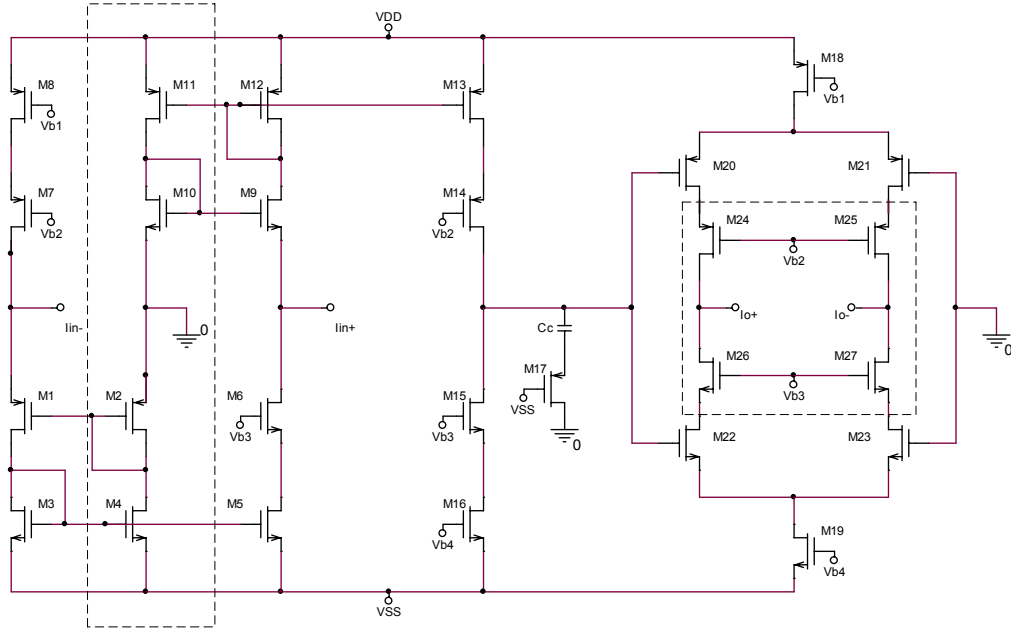 VDD
M8
M11
M12
M13
M18
Vb1
Vb1
M20
M21
M7
M10
M9
M14
Vb2
Vb2
M24
M25
Vb2
Iin-
0
Iin+
Cc
Io+
Io-
0
M17
M26
M27
M1
M2
M6
M15
VSS
Vb3
Vb3
Vb3
0
M22
M23
M3
M4
M5
M16
M19
Vb4
Vb4
VSS